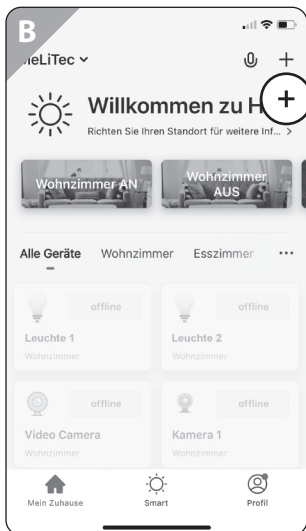 B
MeLiTec
Willkommen zu H
Richten Sie Ihren Standort für weitere Inf... >
Wohnzimmer AN
Wohnzimmer AUS
Alle Geräte Wohnzimmer Esszimmer ...
offline offline
Leuchte 1 Leuchte 2
Wohnzimmer Wohnzimmer
offline offline
Video Camera Kamera 1
Wohnzimmer Wohnzimmer
Mein Zuhause Smart Profil